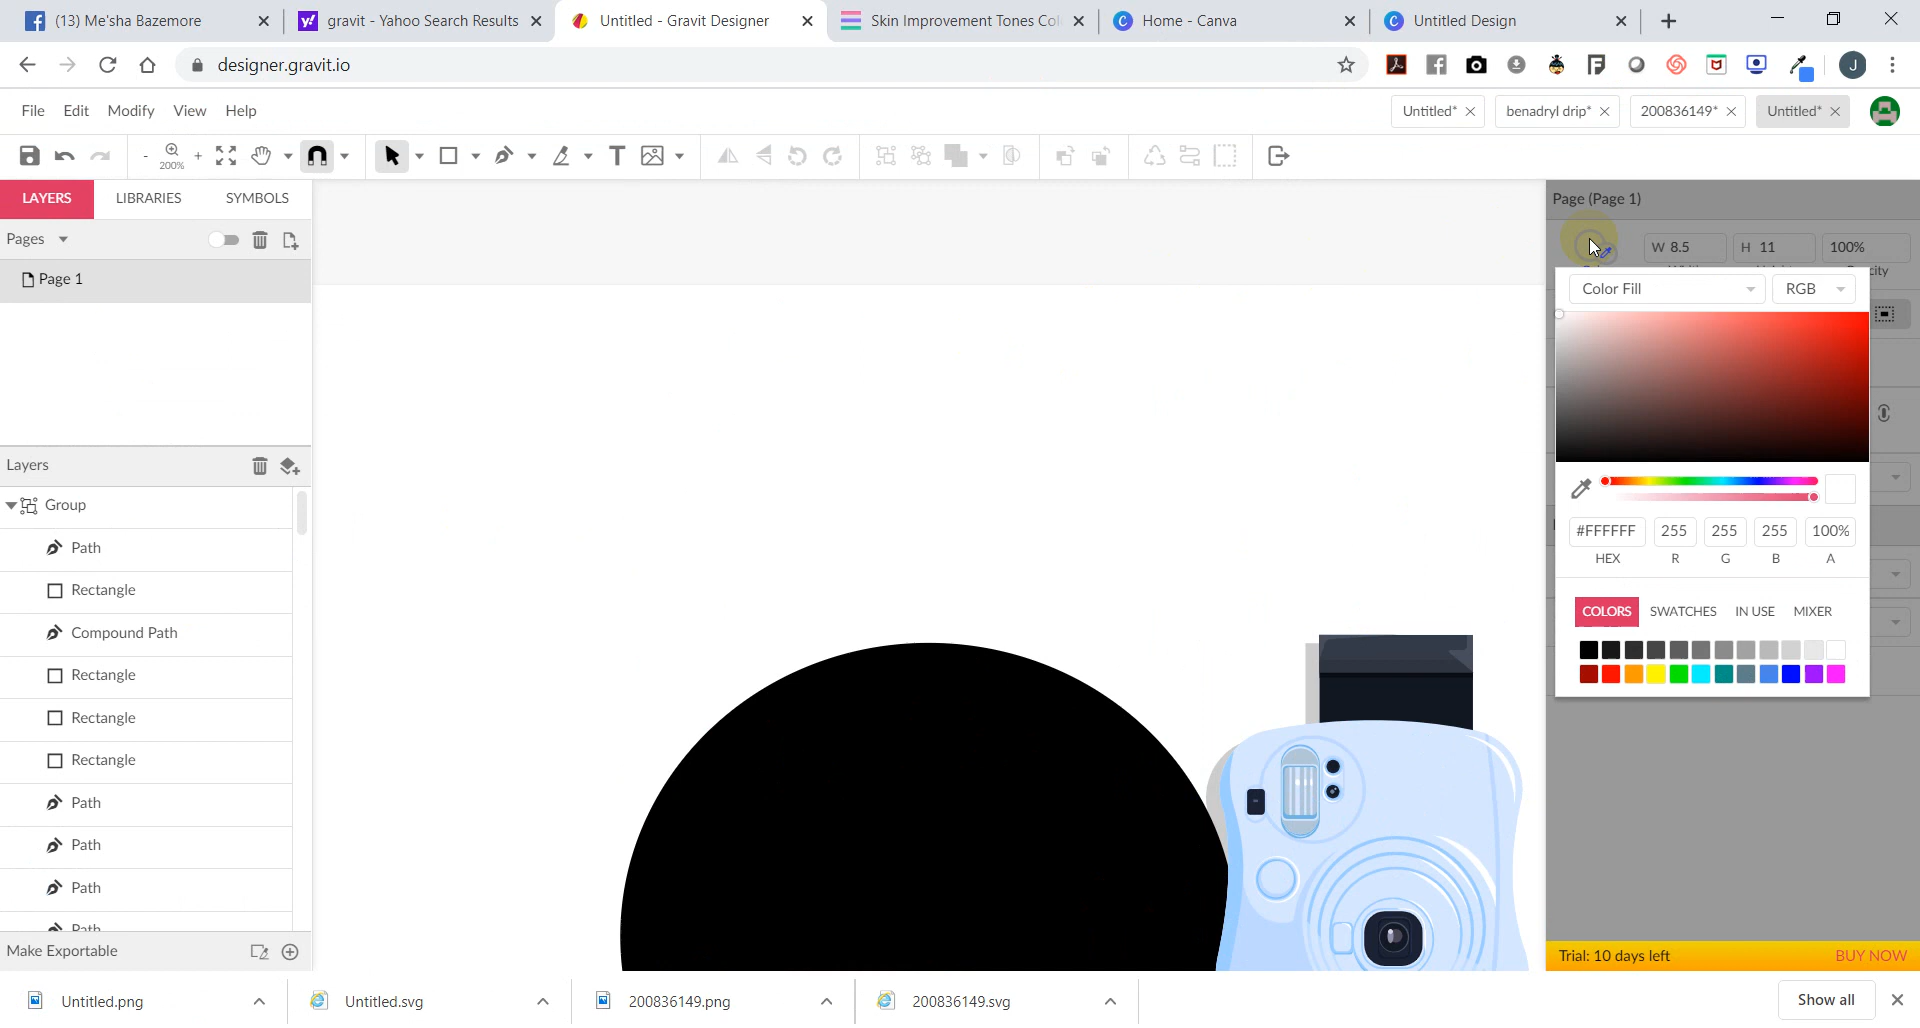 (13) Me'sha Bazemore
gravit - Yahoo Search Results
Untitled - Gravit Designer
Skin Improvement Tones Col
Home - Canva
Untitled Design
designer.gravit.io
J
File Edit Modify View Help
Untitled*
benadryl drip*
200836149*
Untitled*
- 200% +
LAYERS LIBRARIES SYMBOLS
Page (Page 1)
Pages
W 8.5 H 11 100%
Page 1
Color Fill RGB
Layers
Group
#FFFFFF 255 255 255 100%
Path
HEX R G B A
Rectangle
COLORS SWATCHES IN USE MIXER
Compound Path
Rectangle
Rectangle
Rectangle
Path
Path
Path
Path
Make Exportable
Trial: 10 days left BUY NOW
Untitled.png
Untitled.svg
200836149.png
200836149.svg
Show all